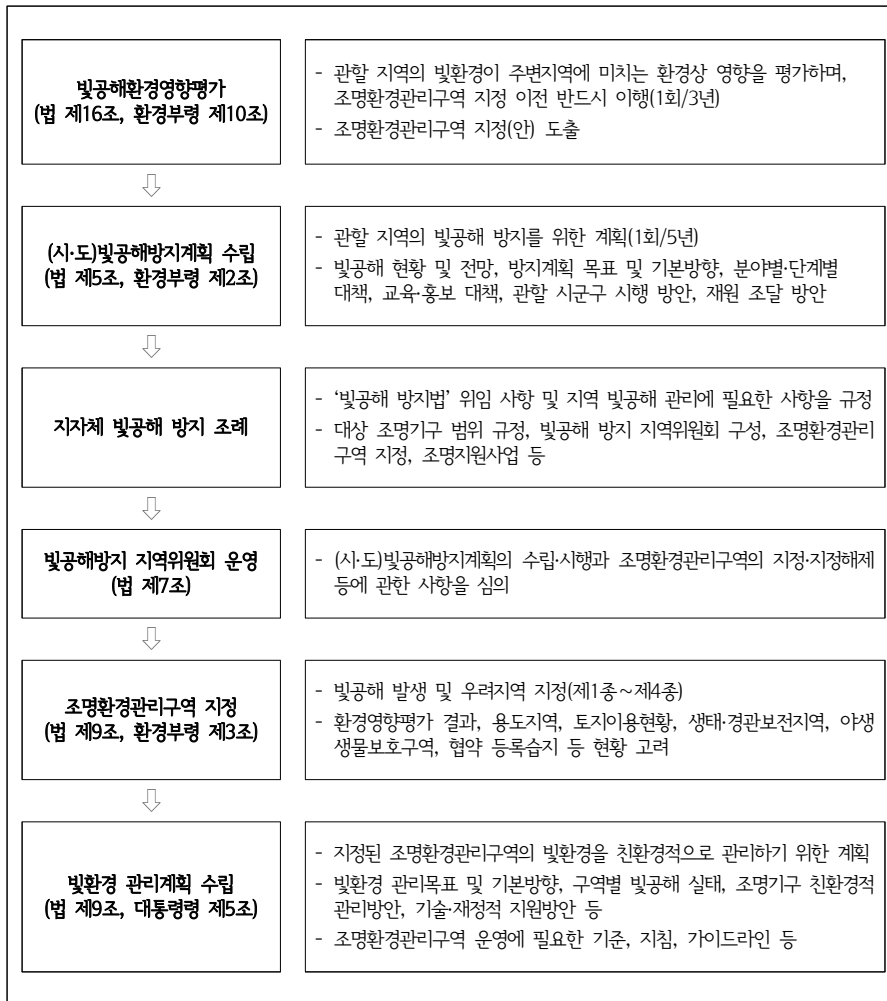 빛공해환경영향평가
(법 제16조, 환경부령 제10조)
- 관할 지역의 빛환경이 주변지역에 미치는 환경상 영향을 평가하며,
조명환경관리구역 지정 이전 반드시 이행(1회/3년)
- 조명환경관리구역 지정(안) 도출
(시·도)빛공해방지계획 수립
(법 제5조, 환경부령 제2조)
- 관할 지역의 빛공해 방지를 위한 계획(1회/5년)
- 빛공해 현황 및 전망, 방지계획 목표 및 기본방향, 분야별·단계별
대책, 교육·홍보 대책, 관할 시군구 시행 방안, 재원 조달 방안
지자체 빛공해 방지 조례
- ‘빛공해 방지법’ 위임 사항 및 지역 빛공해 관리에 필요한 사항을 규정
- 대상 조명기구 범위 규정, 빛공해 방지 지역위원회 구성, 조명환경관리
구역 지정, 조명지원사업 등
빛공해방지 지역위원회 운영
(법 제7조)
- (시·도)빛공해방지계획의 수립·시행과 조명환경관리구역의 지정·지정해제
등에 관한 사항을 심의
조명환경관리구역 지정
(법 제9조, 환경부령 제3조)
- 빛공해 발생 및 우려지역 지정(제1종~제4종)
- 환경영향평가 결과, 용도지역, 토지이용현황, 생태·경관보전지역, 야생
생물보호구역, 협약 등록습지 등 현황 고려
빛환경 관리계획 수립
(법 제9조, 대통령령 제5조)
- 지정된 조명환경관리구역의 빛환경을 친환경적으로 관리하기 위한 계획
- 빛환경 관리목표 및 기본방향, 구역별 빛공해 실태, 조명기구 친환경적
관리방안, 기술·재정적 지원방안 등
- 조명환경관리구역 운영에 필요한 기준, 지침, 가이드라인 등